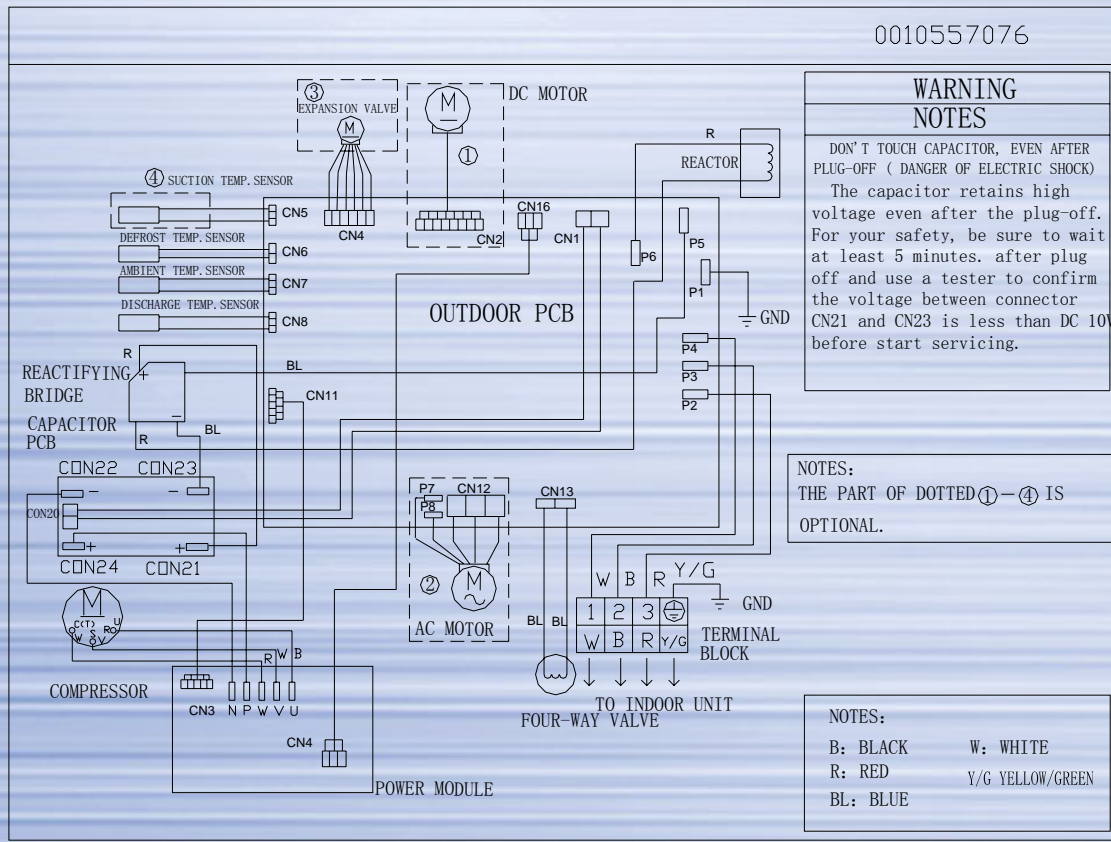 0010557076
WARNING
NOTES
DON'T TOUCH CAPACITOR, EVEN AFTER
PLUG-OFF ( DANGER OF ELECTRIC SHOCK)
The capacitor retains high
voltage even after the plug-off.
For your safety, be sure to wait
at least 5 minutes. after plug
off and use a tester to confirm
the voltage between connector
CN21 and CN23 is less than DC 10V
before start servicing.
③
EXPANSION VALVE
M
CN4
M
DC MOTOR
①
CN2
CN16
CN1
R
REACTOR
P6
P5
P1
GND
④ SUCTION TEMP. SENSOR
CN5
DEFROST TEMP. SENSOR
CN6
AMBIENT TEMP. SENSOR
CN7
DISCHARGE TEMP. SENSOR
CN8
OUTDOOR PCB
P4
P3
P2
R
REACTIFYING
BRIDGE
+
−
BL
CN11
CAPACITOR
PCB
R
BL
CON22
CON23
−
−
CON20
+
+
CON24
CON21
P7
P8
CN12
②
M
~
AC MOTOR
CN13
BL
BL
FOUR-WAY VALVE
NOTES:
THE PART OF DOTTED①-④ IS
OPTIONAL.
W
B
R
Y/G
GND
1 2 3
W B R Y/G
TERMINAL
BLOCK
TO INDOOR UNIT
M
C(T)
S
R
U
W
V
COMPRESSOR
R
W
B
CN3
N P W V U
CN4
POWER MODULE
NOTES:
B: BLACK
W: WHITE
R: RED
Y/G YELLOW/GREEN
BL: BLUE